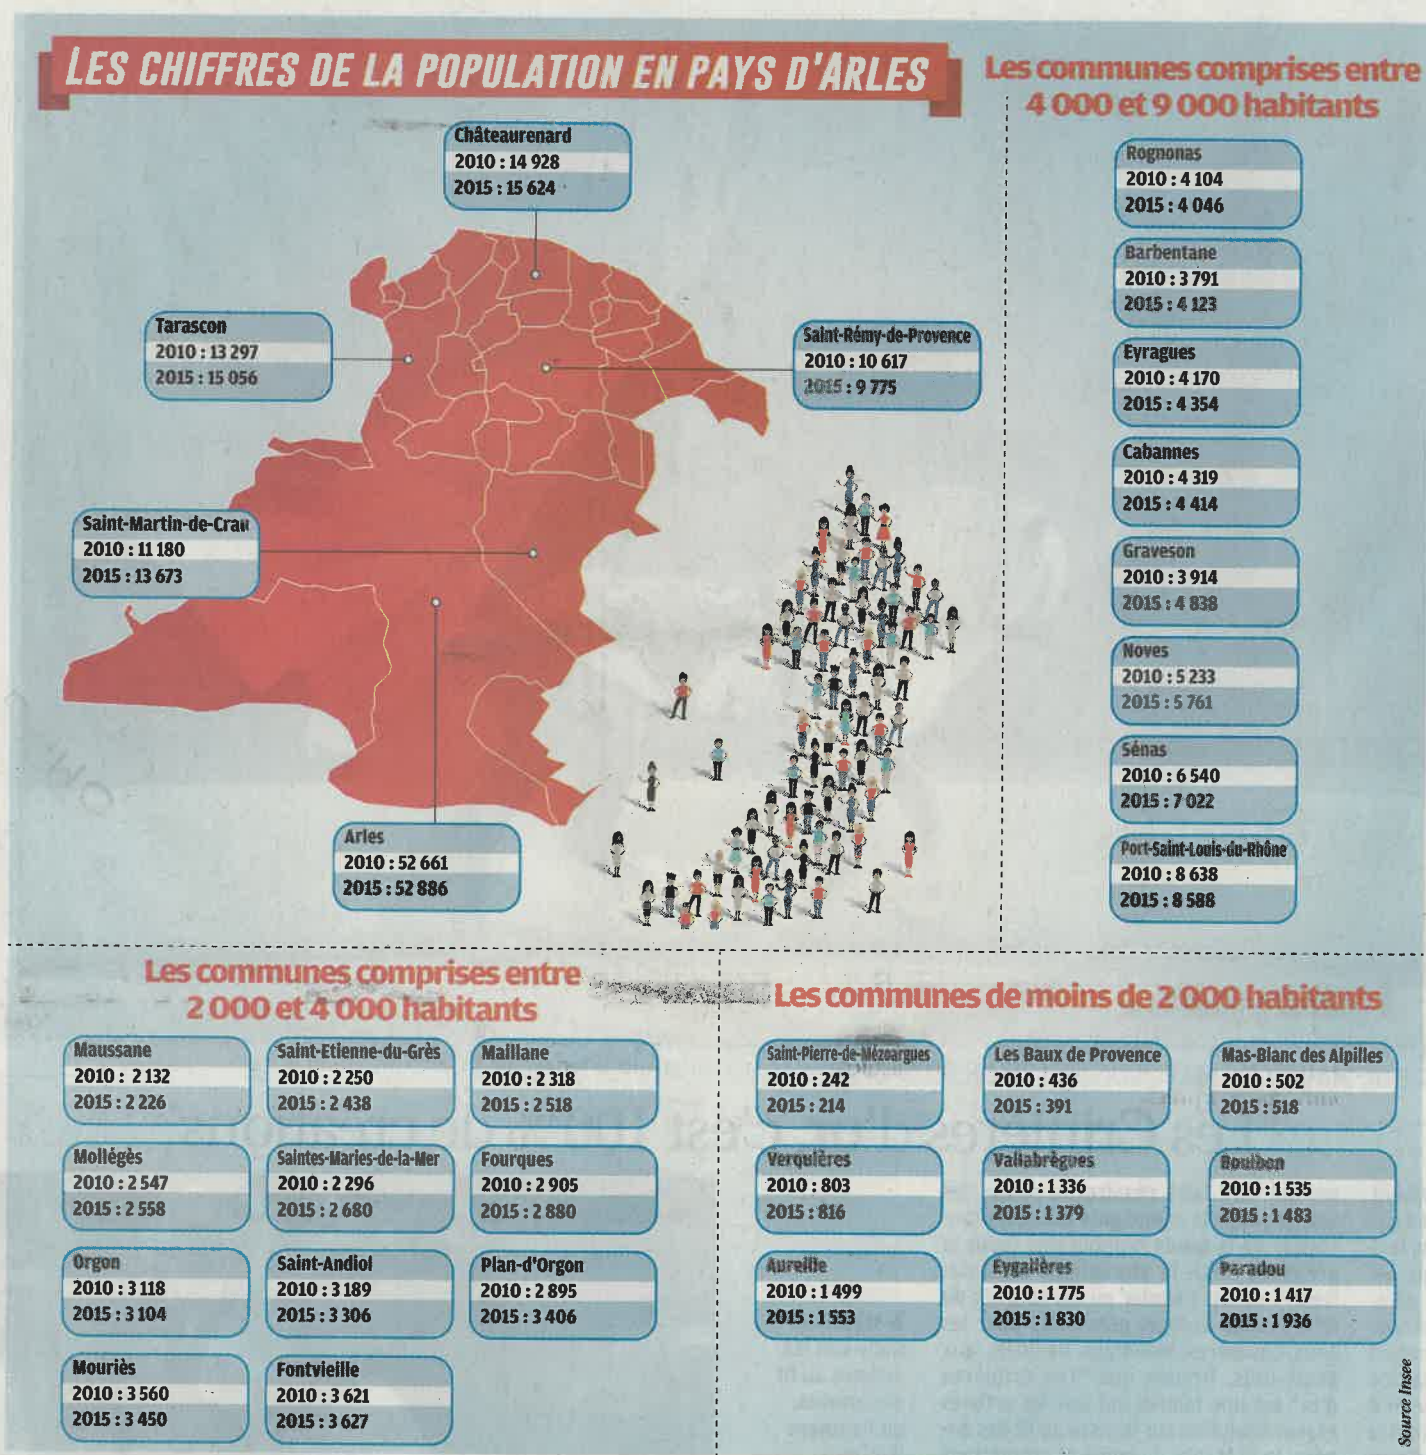 LES CHIFFRES DE LA POPULATION EN PAYS D'ARLES
Châteaurenard
2010 : 14 928
2015 : 15 624
Tarascon
2010 : 13 297
2015 : 15 056
Saint-Rémy-de-Provence
2010 : 10 617
2015 : 9 775
Saint-Martin-de-Crau
2010 : 11 180
2015 : 13 673
Arles
2010 : 52 661
2015 : 52 886
Les communes comprises entre
4 000 et 9 000 habitants
Rognonas
2010 : 4 104
2015 : 4 046
Barbentane
2010 : 3 791
2015 : 4 123
Eyragues
2010 : 4 170
2015 : 4 354
Cabannes
2010 : 4 319
2015 : 4 414
Graveson
2010 : 3 914
2015 : 4 838
Noves
2010 : 5 233
2015 : 5 761
Sénas
2010 : 6 540
2015 : 7 022
Port-Saint-Louis-du-Rhône
2010 : 8 638
2015 : 8 588
Les communes comprises entre
2 000 et 4 000 habitants
Maussane
2010 : 2 132
2015 : 2 226
Saint-Etienne-du-Grès
2010 : 2 250
2015 : 2 438
Maillane
2010 : 2 318
2015 : 2 518
Mollégès
2010 : 2 547
2015 : 2 558
Saintes-Maries-de-la-Mer
2010 : 2 296
2015 : 2 680
Fourques
2010 : 2 905
2015 : 2 880
Orgon
2010 : 3 118
2015 : 3 104
Saint-Andiol
2010 : 3 189
2015 : 3 306
Plan-d'Orgon
2010 : 2 895
2015 : 3 406
Mouriès
2010 : 3 560
2015 : 3 450
Fontvieille
2010 : 3 621
2015 : 3 627
Les communes de moins de 2 000 habitants
Saint-Pierre-de-Mézoargues
2010 : 242
2015 : 214
Les Baux de Provence
2010 : 436
2015 : 391
Mas-Blanc des Alpilles
2010 : 502
2015 : 518
Verquières
2010 : 803
2015 : 816
Vallabrègues
2010 : 1 336
2015 : 1 379
Boulbon
2010 : 1 535
2015 : 1 483
Aureille
2010 : 1 499
2015 : 1 553
Eygalières
2010 : 1 775
2015 : 1 830
Paradou
2010 : 1 417
2015 : 1 936
Source Insee